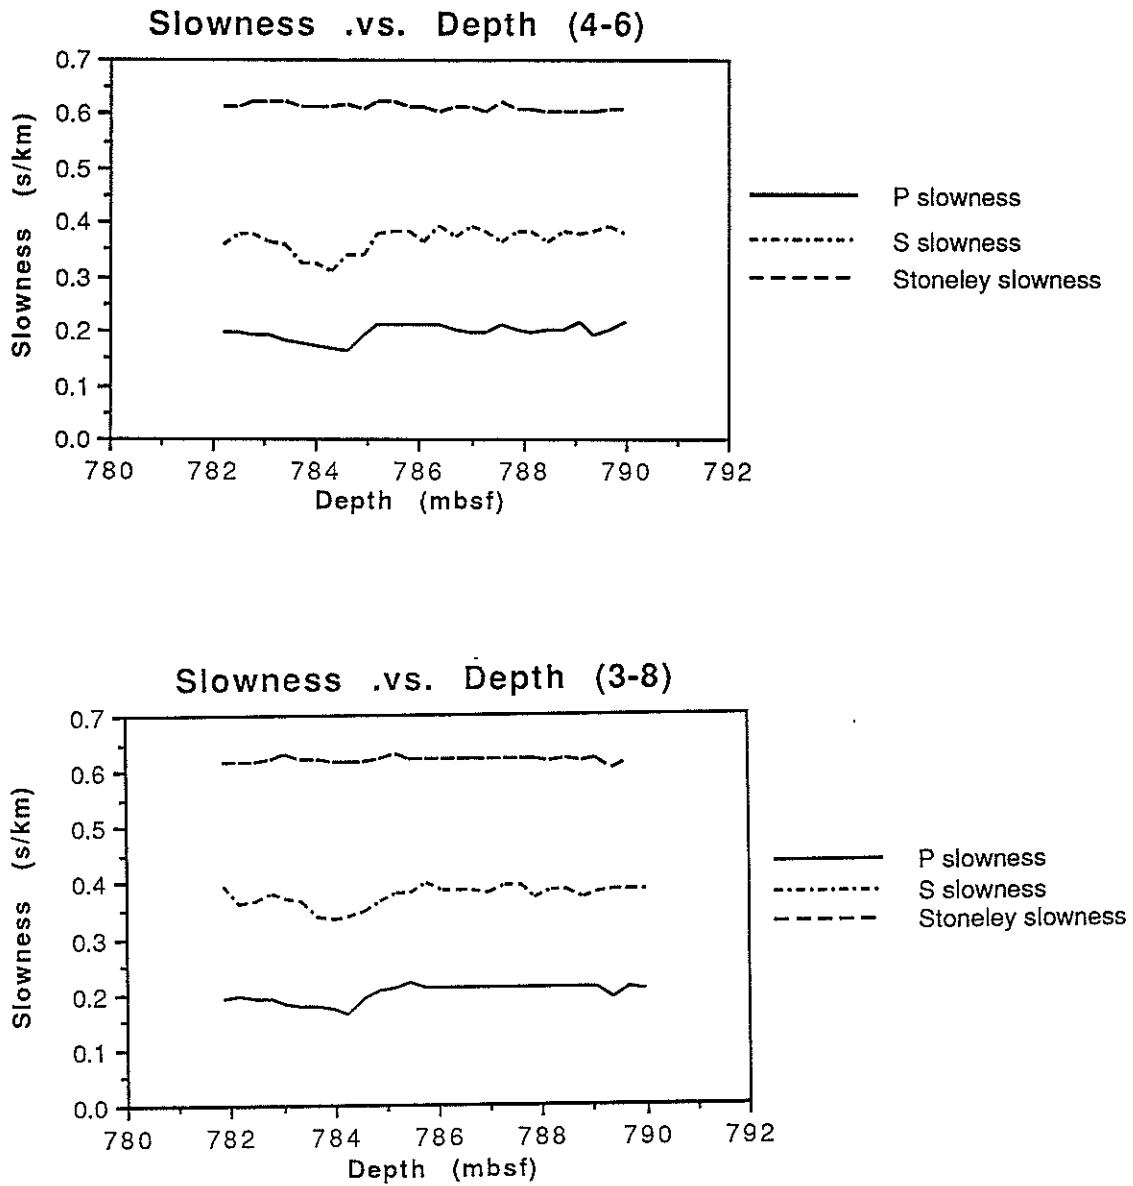 Slowness .vs. Depth (4-6)
0.7
0.6
0.5
0.4
0.3
0.2
0.1
0.0
Slowness (s/km)
780 782 784 786 788 790 792
Depth (mbsf)
P slowness
S slowness
Stoneley slowness
Slowness .vs. Depth (3-8)
0.7
0.6
0.5
0.4
0.3
0.2
0.1
0.0
Slowness (s/km)
780 782 784 786 788 790 792
Depth (mbsf)
P slowness
S slowness
Stoneley slowness